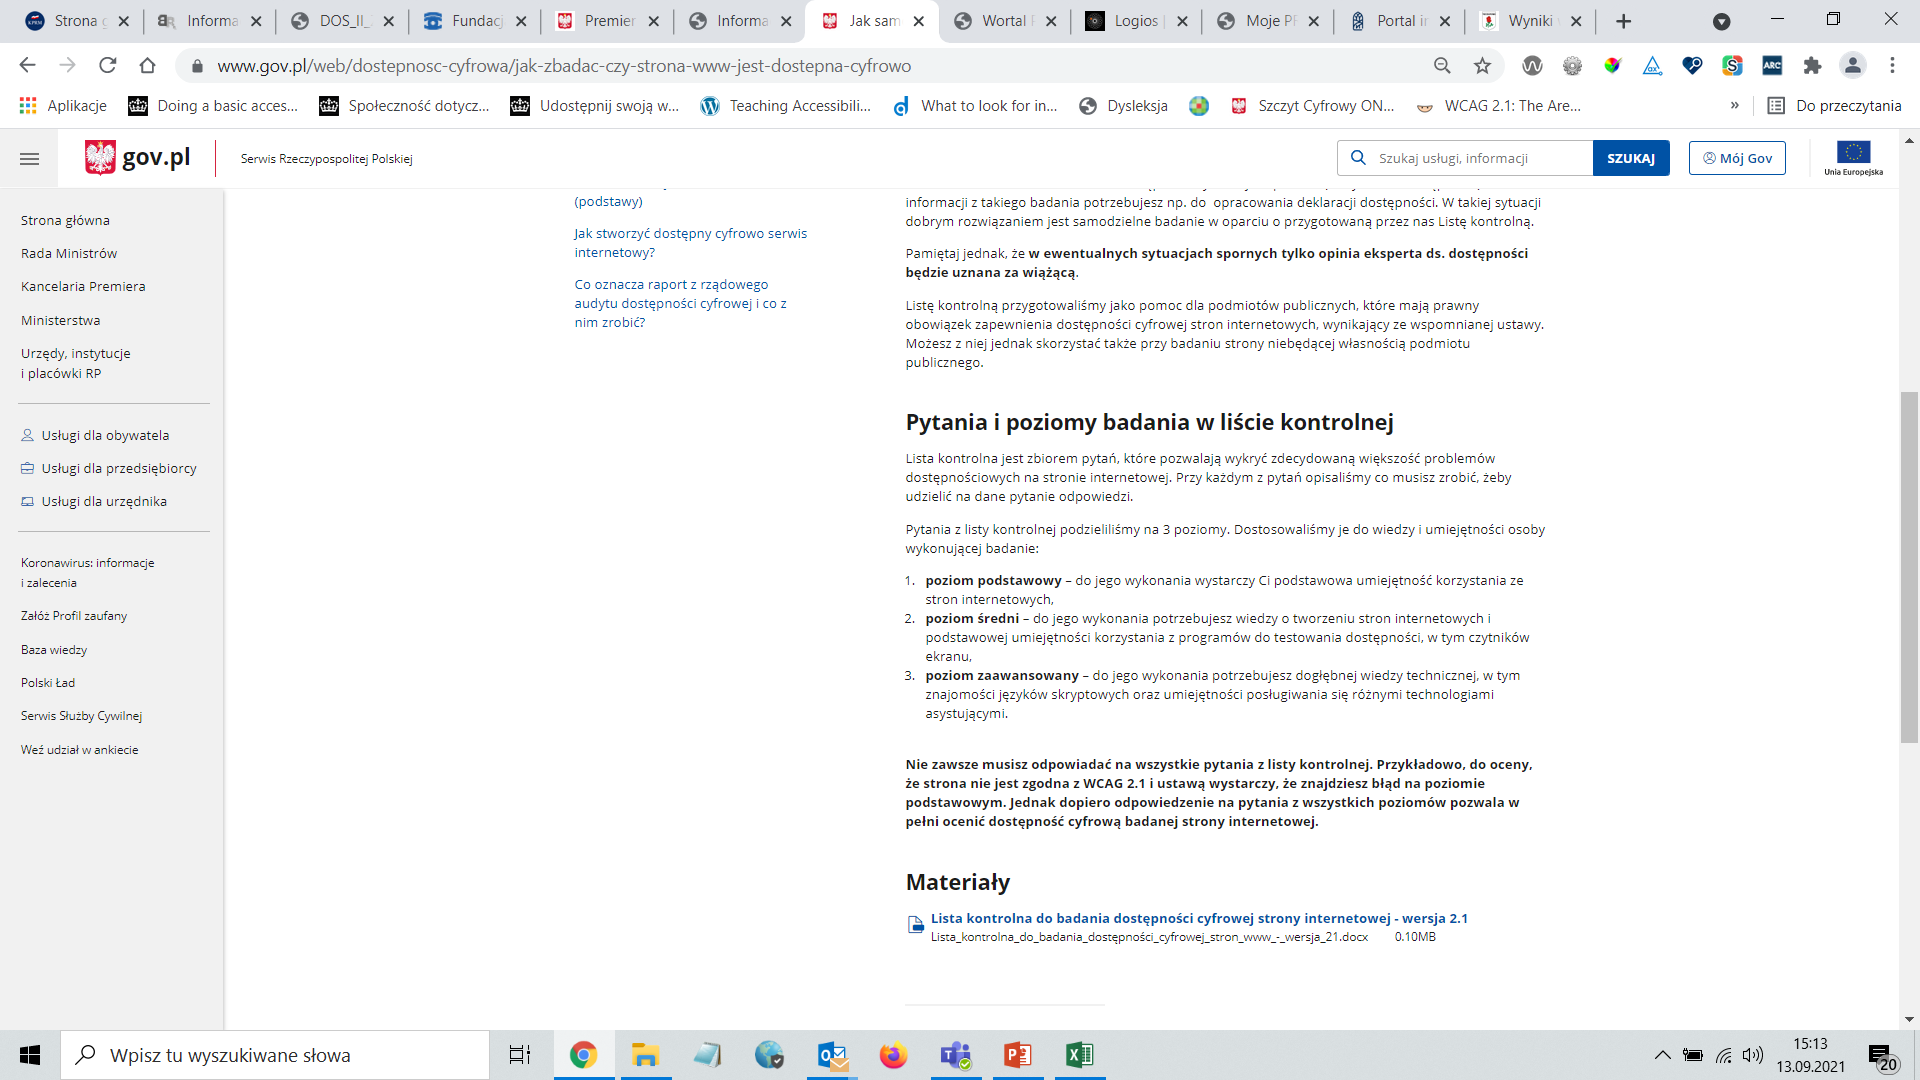 Strona g
Informa
DOS_II_
Fundacj
Premier
Informa
Jak sam
Wortal
Logios |
Moje
Portal in
Wyniki
www.gov.pl/web/dostepnosc-cyfrowa/jak-zbadac-czy-strona-www-jest-dostepna-cyfrowo
Aplikacje
Doing a basic acces...
Społeczność dotycz...
Udostępnij swoją w...
Teaching Accessibili...
What to look for in...
Dysleksja
Szczyt Cyfrowy ON...
WCAG 2.1: The Are...
»
Do przeczytania
gov.pl
Serwis Rzeczypospolitej Polskiej
Szukaj usługi, informacji
SZUKAJ
Mój Gov
Unia Europejska
Strona główna
Rada Ministrów
Kancelaria Premiera
Ministerstwa
Urzędy, instytucje
i placówki RP
Usługi dla obywatela
Usługi dla przedsiębiorcy
Usługi dla urzędnika
Koronawirus: informacje
i zalecenia
Załóż Profil zaufany
Baza wiedzy
Polski Ład
Serwis Służby Cywilnej
Weź udział w ankiecie
(podstawy)
Jak stworzyć dostępny cyfrowo serwis
internetowy?
Co oznacza raport z rządowego
audytu dostępności cyfrowej i co z
nim zrobić?
informacji z takiego badania potrzebujesz np. do opracowania deklaracji dostępności. W takiej sytuacji
dobrym rozwiązaniem jest samodzielne badanie w oparciu o przygotowaną przez nas Listę kontrolną.
Pamiętaj jednak, że w ewentualnych sytuacjach spornych tylko opinia eksperta ds. dostępności
będzie uznana za wiążącą.
Listę kontrolną przygotowaliśmy jako pomoc dla podmiotów publicznych, które mają prawny
obowiązek zapewnienia dostępności cyfrowej stron internetowych, wynikający ze wspomnianej ustawy.
Możesz z niej jednak skorzystać także przy badaniu strony niebędącej własnością podmiotu
publicznego.
Pytania i poziomy badania w liście kontrolnej
Lista kontrolna jest zbiorem pytań, które pozwalają wykryć zdecydowaną większość problemów
dostępnościowych na stronie internetowej. Przy każdym z pytań opisaliśmy co musisz zrobić, żeby
udzielić na dane pytanie odpowiedzi.
Pytania z listy kontrolnej podzieliliśmy na 3 poziomy. Dostosowaliśmy je do wiedzy i umiejętności osoby
wykonującej badanie:
1. poziom podstawowy – do jego wykonania wystarczy Ci podstawowa umiejętność korzystania ze
stron internetowych,
2. poziom średni – do jego wykonania potrzebujesz wiedzy o tworzeniu stron internetowych i
podstawowej umiejętności korzystania z programów do testowania dostępności, w tym czytników
ekranu,
3. poziom zaawansowany – do jego wykonania potrzebujesz dogłębnej wiedzy technicznej, w tym
znajomości języków skryptowych oraz umiejętności posługiwania się różnymi technologiami
asystującymi.
Nie zawsze musisz odpowiadać na wszystkie pytania z listy kontrolnej. Przykładowo, do oceny,
że strona nie jest zgodna z WCAG 2.1 i ustawą wystarczy, że znajdziesz błąd na poziomie
podstawowym. Jednak dopiero odpowiedzenie na pytania z wszystkich poziomów pozwala w
pełni ocenić dostępność cyfrową badanej strony internetowej.
Materiały
Lista kontrolna do badania dostępności cyfrowej strony internetowej - wersja 2.1
Lista_kontrolna_do_badania_dostępności_cyfrowej_stron_www_-_wersja_21.docx 0.10MB
Wpisz tu wyszukiwane słowa
15:13
13.09.2021
20